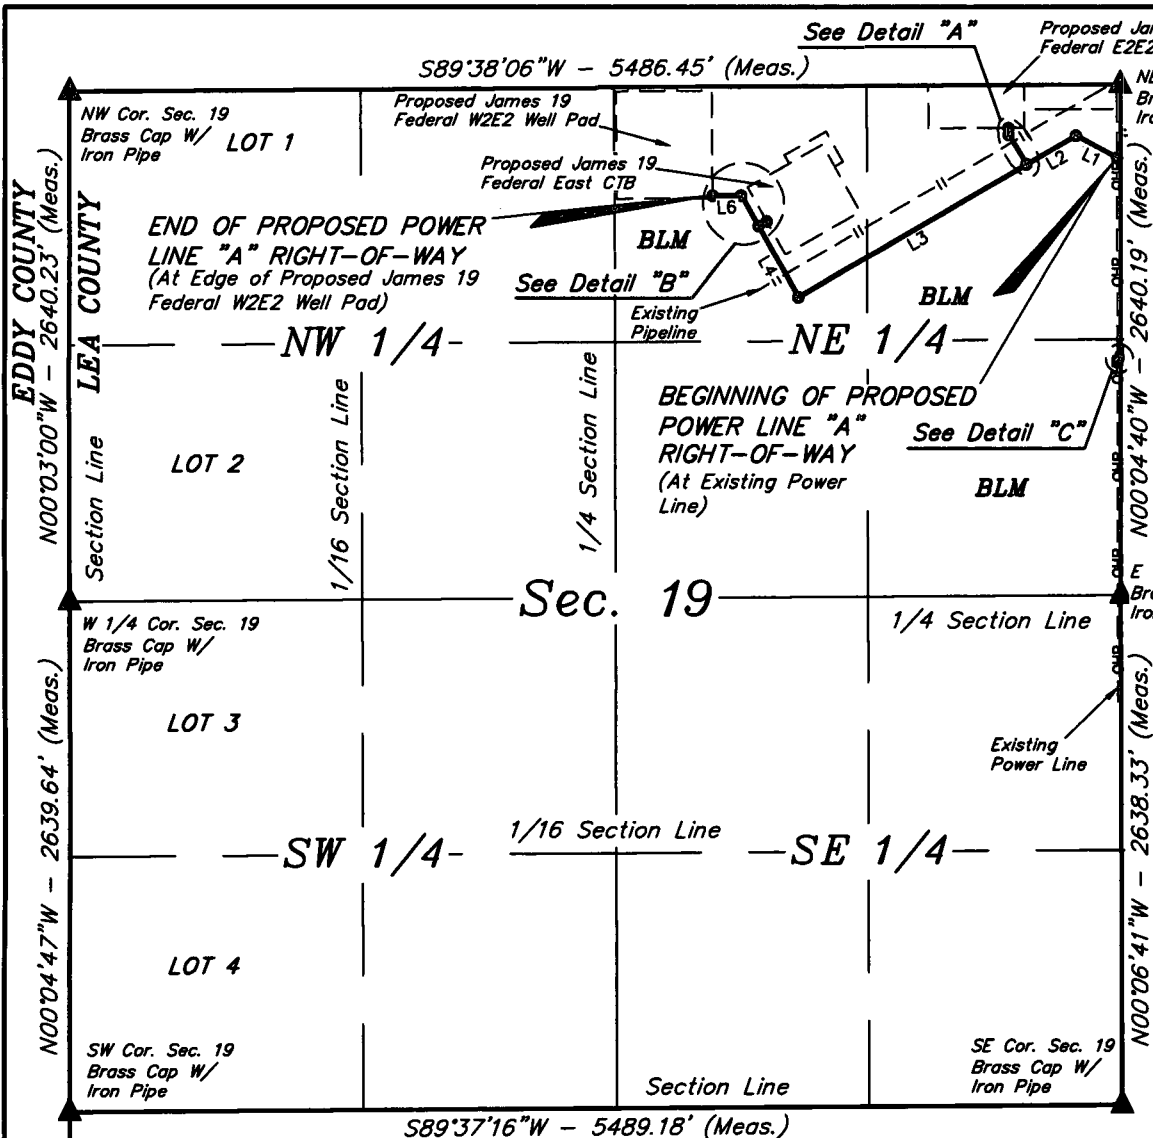 See Detail "A"
Proposed Jam
Federal E2E2
S89°38'06"W - 5486.45' (Meas.)
NW Cor. Sec. 19
Brass Cap W/
Iron Pipe
LOT 1
Proposed James 19
Federal W2E2 Well Pad
Proposed James 19
Federal East CTB
L6
L4
L3
L2
L1
END OF PROPOSED POWER
LINE "A" RIGHT-OF-WAY
(At Edge of Proposed James 19
Federal W2E2 Well Pad)
BLM
See Detail "B"
Existing
Pipeline
BLM
EDDY COUNTY
LEA COUNTY
N00°03'00"W - 2640.23' (Meas.)
Section Line
NW 1/4
NE 1/4
N00°04'40"W - 2640.19' (Meas.)
OHP
OHP
OHP
OHP
OHP
OHP
BEGINNING OF PROPOSED
POWER LINE "A"
RIGHT-OF-WAY
(At Existing Power
Line)
See Detail "C"
BLM
LOT 2
1/16 Section Line
1/4 Section Line
Sec. 19
1/4 Section Line
E
Iron
W 1/4 Cor. Sec. 19
Brass Cap W/
Iron Pipe
LOT 3
N00°04'47"W - 2639.64' (Meas.)
Existing
Power Line
N00°06'41"W - 2638.33' (Meas.)
1/16 Section Line
SW 1/4
SE 1/4
LOT 4
SW Cor. Sec. 19
Brass Cap W/
Iron Pipe
SE Cor. Sec. 19
Brass Cap W/
Iron Pipe
Section Line
S89°37'16"W - 5489.18' (Meas.)